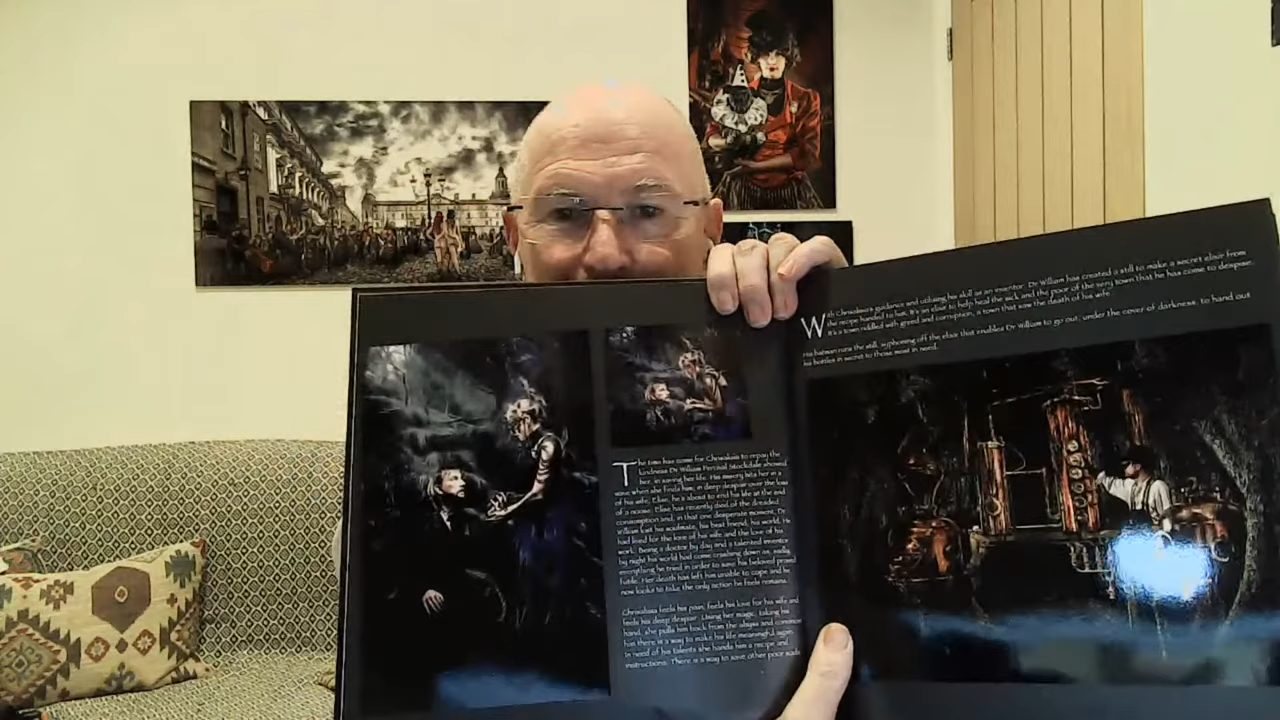 The time has come for Chewaksia to repay the
kindness Dr William Percival Stockdale showed
her, in saving her life. His misery hits her in a
wave when she finds him, in deep despair over the loss
of his wife, Elise, he's about to end his life at the end
of a noose. Elise has recently died of the dreaded
consumption and, in that one desperate moment, Dr
William lost his soulmate, his best friend, his world. He
had lived for the love of his wife and the love of his
work. Being a doctor by day and a talented inventor
by night his world had come crashing down as, sadly,
everything he tried in order to save his beloved proved
futile. Her death has left him unable to cope and he
now looks to take the only action he feels remains.
Chewaksia feels his pain, feels his love for his wife and
feels his deep despair. Using her magic, taking his
hand, she pulls him back from the abyss and
him there is a way to make his life meaningful again.
In need of his talents she hands him a recipe and
instructions. There is a way to save other poor souls
With Chewaksia's guidance and utilising his skill as an inventor, Dr William has created a still to make a secret elixir from
the recipe handed to him. It's an elixir to help heal the sick and the poor of the very town that he has come to despise.
It's a town riddled with greed and corruption, a town that saw the death of his wife.
His batman runs the still, syphoning off the elixir that enables Dr William to go out, under the cover of darkness, to hand out
his bottles in secret to those most in need.